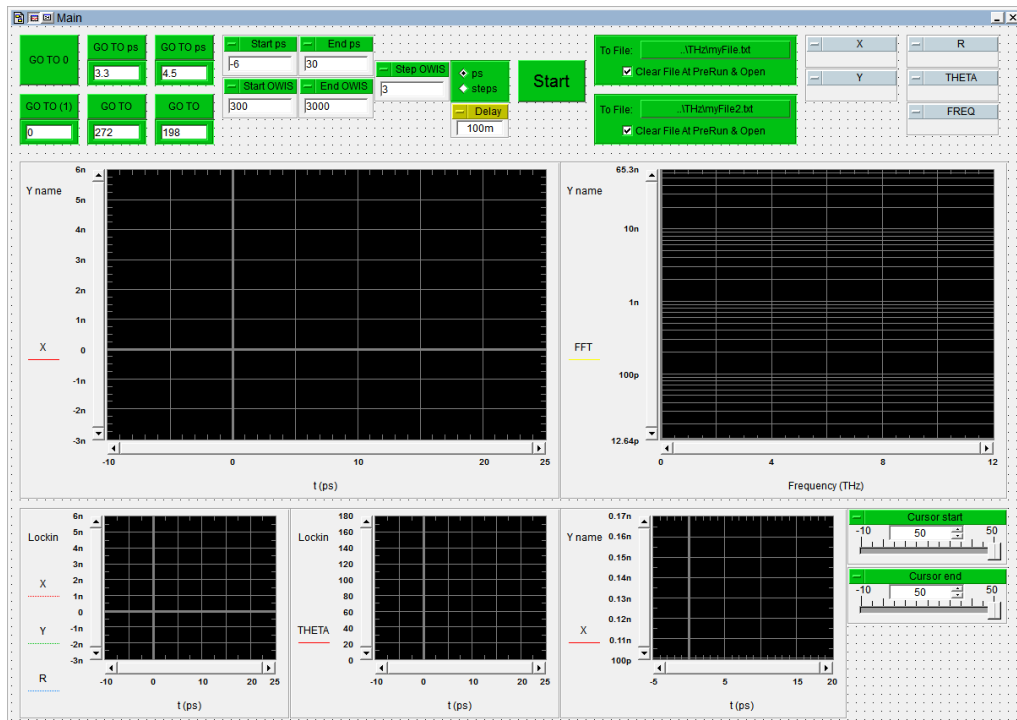 Main
GO TO 0
GO TO ps
3.3
GO TO ps
4.5
GO TO (1)
0
GO TO
272
GO TO
198
Start ps
-6
End ps
30
Start OWIS
300
End OWIS
3000
Step OWIS
3
ps
steps
Delay
100m
Start
To File:
..\THz\myFile.txt
Clear File At PreRun & Open
To File:
..\THz\myFile2.txt
Clear File At PreRun & Open
X
Y
R
THETA
FREQ
Y name
X
6n
5n
4n
3n
2n
1n
0
-1n
-2n
-3n
-10 0 10 20 25
t (ps)
Y name
FFT
65.3n
10n
1n
100p
12.64p
0 4 8 12
Frequency (THz)
Lockin
X
Y
R
6n
5n
4n
3n
2n
1n
0
-1n
-2n
-3n
-10 0 10 20 25
t (ps)
Lockin
THETA
180
160
140
120
100
80
60
40
20
0
-10 0 10 20 25
t (ps)
Y name
X
0.17n
0.16n
0.15n
0.14n
0.13n
0.12n
0.11n
100p
-5 5 15 20
t (ps)
Cursor start
-10 50 50
Cursor end
-10 50 50